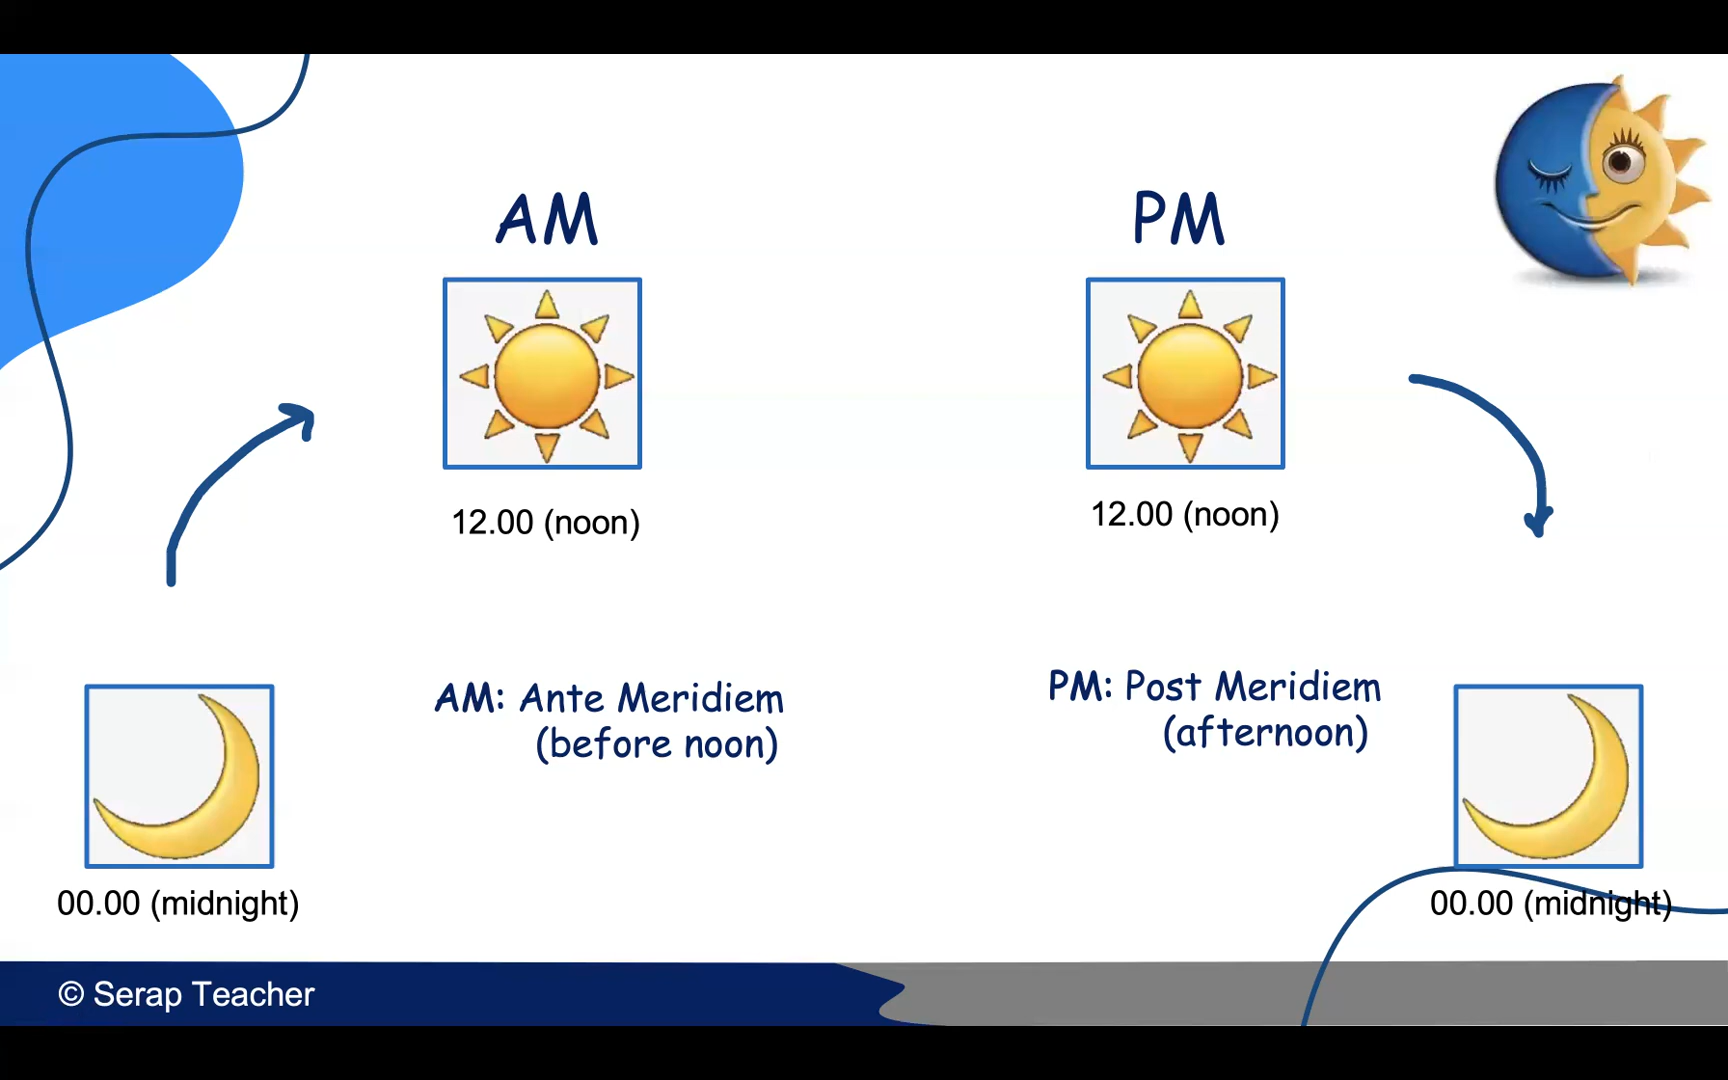 AM
PM
12.00 (noon)
12.00 (noon)
AM: Ante Meridiem
(before noon)
PM: Post Meridiem
(afternoon)
00.00 (midnight)
00.00 (midnight)
© Serap Teacher